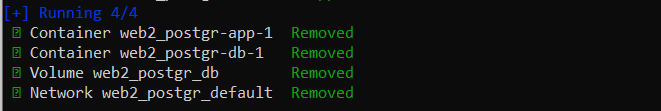 [+] Running 4/4
Container web2_postgr-app-1 Removed
Container web2_postgr-db-1 Removed
Volume web2_postgr_db Removed
Network web2_postgr_default Removed